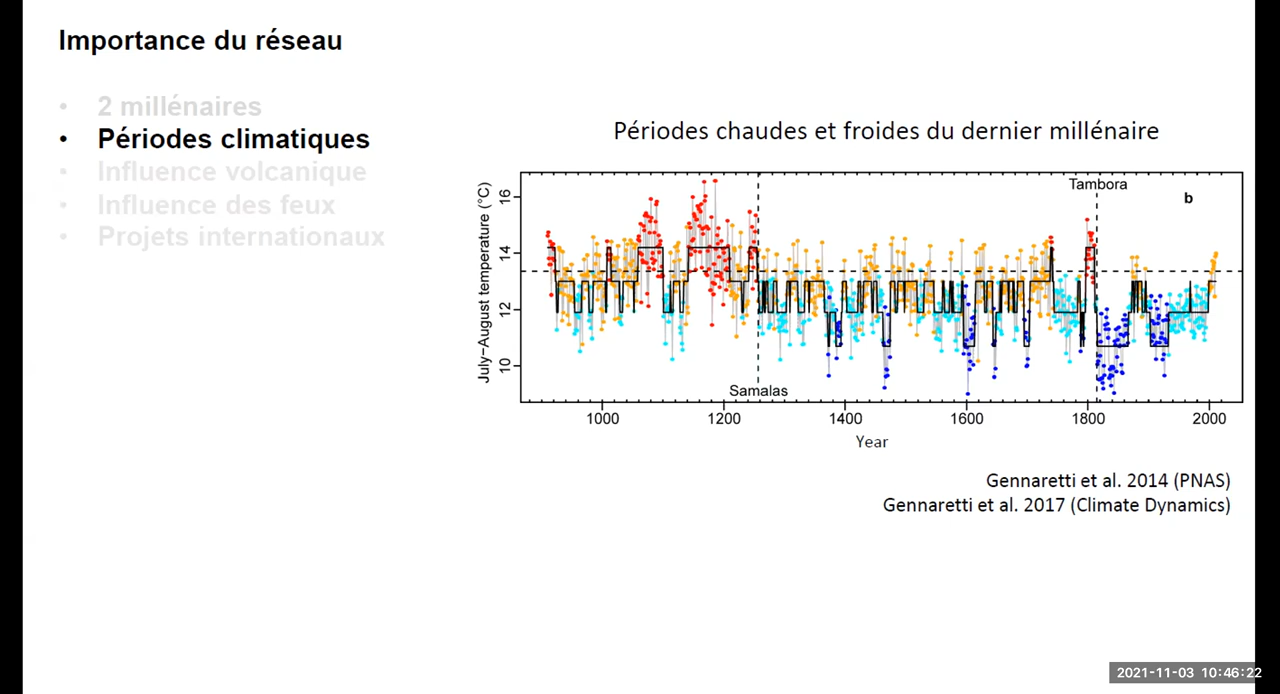 Importance du réseau
• 2 millénaires
• Périodes climatiques
• Influence volcanique
• Influence des feux
• Projets internationaux
Périodes chaudes et froides du dernier millénaire
Tambora
b
Samalas
July–August temperature (°C)
16
14
12
10
1000 1200 1400 1600 1800 2000
Year
Gennaretti et al. 2014 (PNAS)
Gennaretti et al. 2017 (Climate Dynamics)
2021-11-03 10:46:22